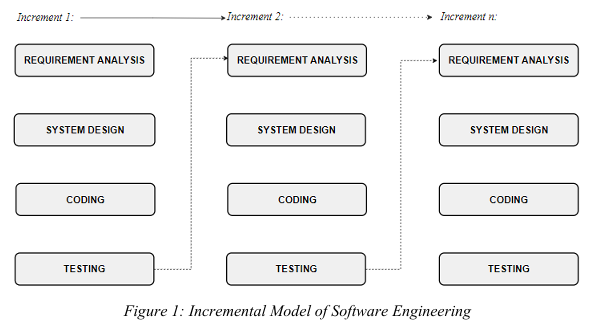 Increment 1: Increment 2: Increment n:
REQUIREMENT ANALYSIS REQUIREMENT ANALYSIS REQUIREMENT ANALYSIS
SYSTEM DESIGN SYSTEM DESIGN SYSTEM DESIGN
CODING CODING CODING
TESTING TESTING TESTING
Figure 1: Incremental Model of Software Engineering